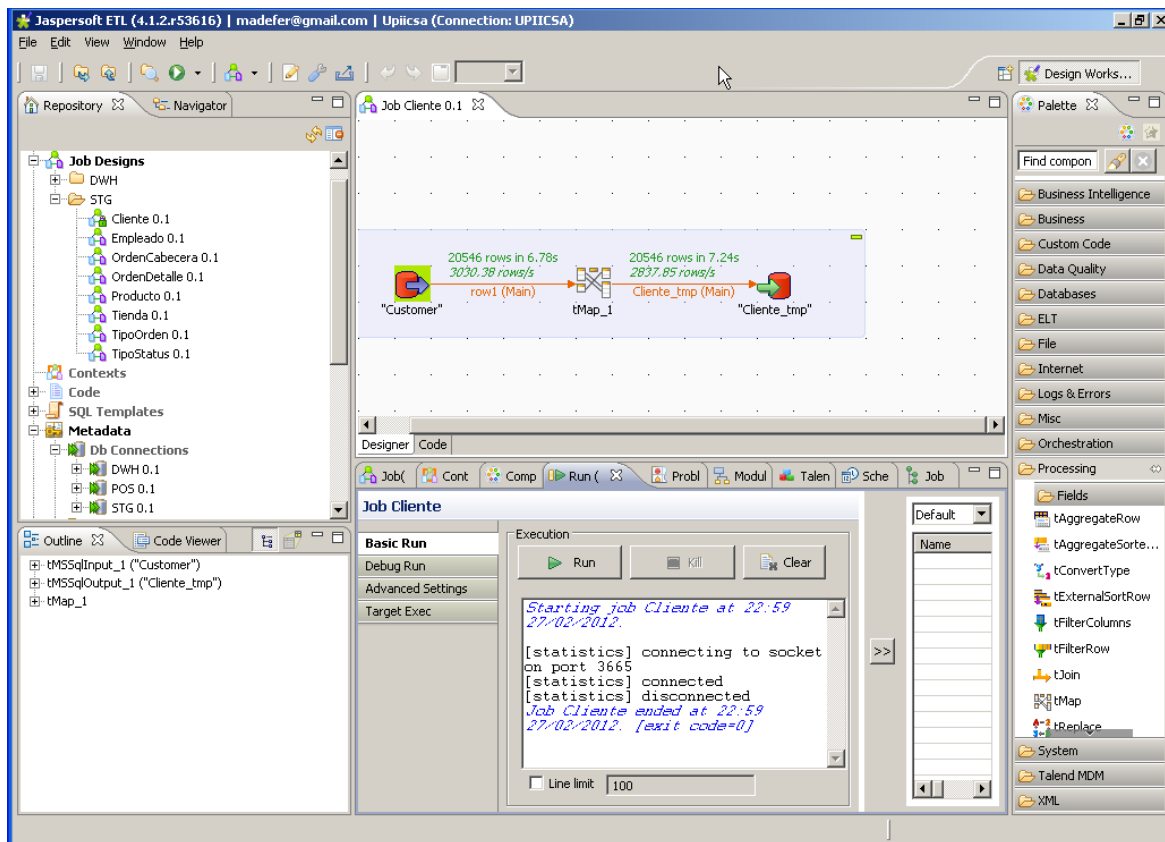 Jaspersoft ETL (4.1.2.r53616) | madefer@gmail.com | Upiicsa (Connection: UPIICSA)
File Edit View Window Help
Design Works...
Repository
Navigator
Job Designs
DWH
STG
Cliente 0.1
Empleado 0.1
OrdenCabecera 0.1
OrdenDetalle 0.1
Producto 0.1
Tienda 0.1
TipoOrden 0.1
TipoStatus 0.1
Contexts
Code
SQL Templates
Metadata
Db Connections
DWH 0.1
POS 0.1
STG 0.1
Outline
Code Viewer
tMSSqlInput_1 ("Customer")
tMSSqlOutput_1 ("Cliente_tmp")
tMap_1
Job Cliente 0.1
20546 rows in 6.78s
3030.38 rows/s
row1 (Main)
20546 rows in 7.24s
2837.85 rows/s
Cliente_tmp (Main)
"Customer"
tMap_1
"Cliente_tmp"
Designer
Code
Job(
Cont
Comp
Run (
Probl
Modul
Talen
Sche
Job
Job Cliente
Basic Run
Debug Run
Advanced Settings
Target Exec
Execution
Run
Kill
Clear
Starting job Cliente at 22:59
27/02/2012.
[statistics] connecting to socket
on port 3665
[statistics] connected
[statistics] disconnected
Job Cliente ended at 22:59
27/02/2012. [exit code=0]
Line limit
100
>>
Default
Name
Palette
Find compon
Business Intelligence
Business
Custom Code
Data Quality
Databases
ELT
File
Internet
Logs & Errors
Misc
Orchestration
Processing
Fields
tAggregateRow
tAggregateSorte...
tConvertType
tExternalSortRow
tFilterColumns
tFilterRow
tJoin
tMap
tReplace
System
Talend MDM
XML